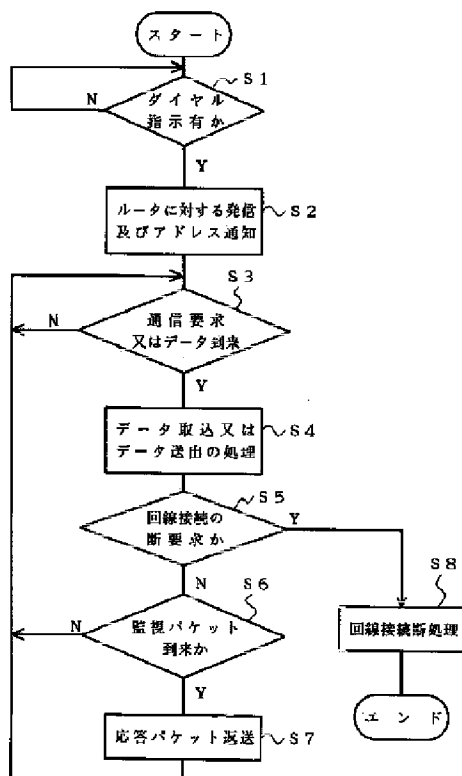 スタート
S1
ダイヤル
指示有か
N
Y
ルータに対する発信
及びアドレス通知
S2
S3
通信要求
又はデータ到来
N
Y
データ取込又は
データ送出の処理
S4
S5
回線接続の
断要求か
Y
N
S6
監視パケット
到来か
N
Y
応答パケット返送
S7
S8
回線接続断処理
エンド